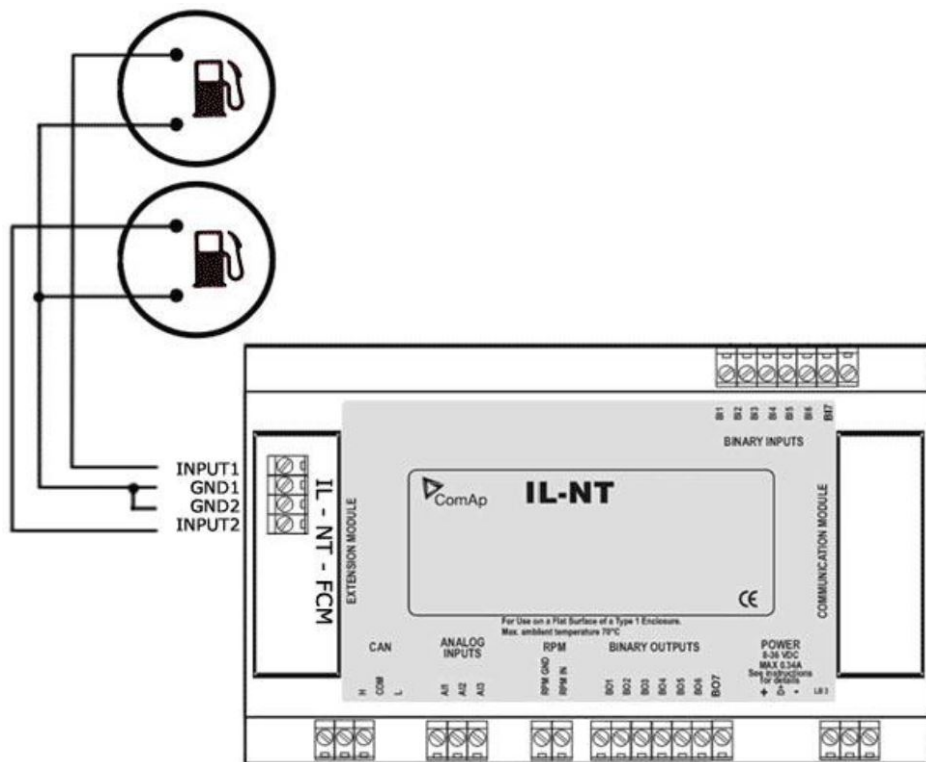 BI1 BI2 BI3 BI4 BI5 BI6 BI7
BINARY INPUTS
INPUT1
GND1
GND2
INPUT2
IL - NT - FCM
EXTENSION MODULE
ComAp
IL-NT
CE
COMMUNICATION MODULE
For Use on a Flat Surface of a Type 1 Enclosure.
Max. ambient temperature 70°C
CAN
H COM L
ANALOG
INPUTS
AI1 AI2 AI3
RPM
RPM GND RPM IN
BINARY OUTPUTS
BO1 BO2 BO3 BO4 BO5 BO6 BO7
POWER
8-36 VDC
MAX 0.34A
See instructions
for details
+ D+ -